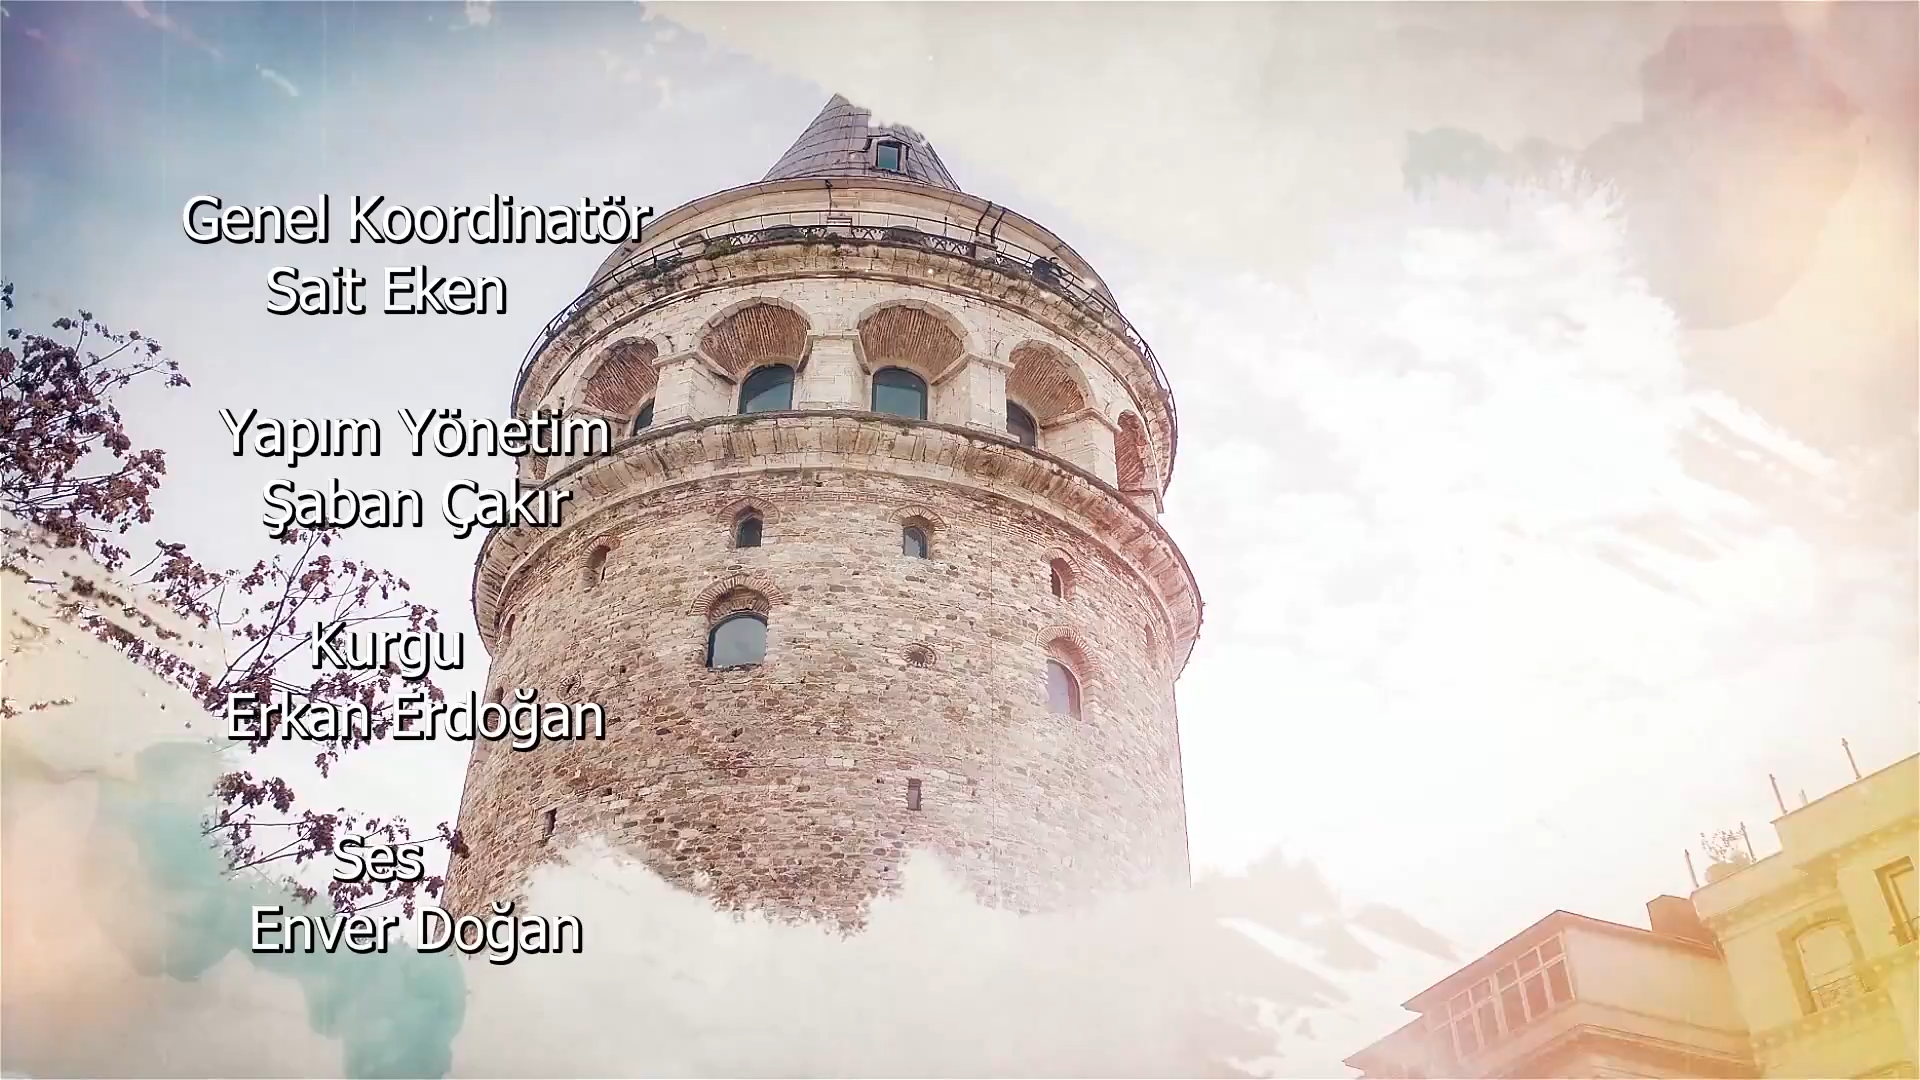 Genel Koordinatör
Sait Eken
Yapım Yönetim
Şaban Çakır
Kurgu
Erkan Erdoğan
Ses
Enver Doğan